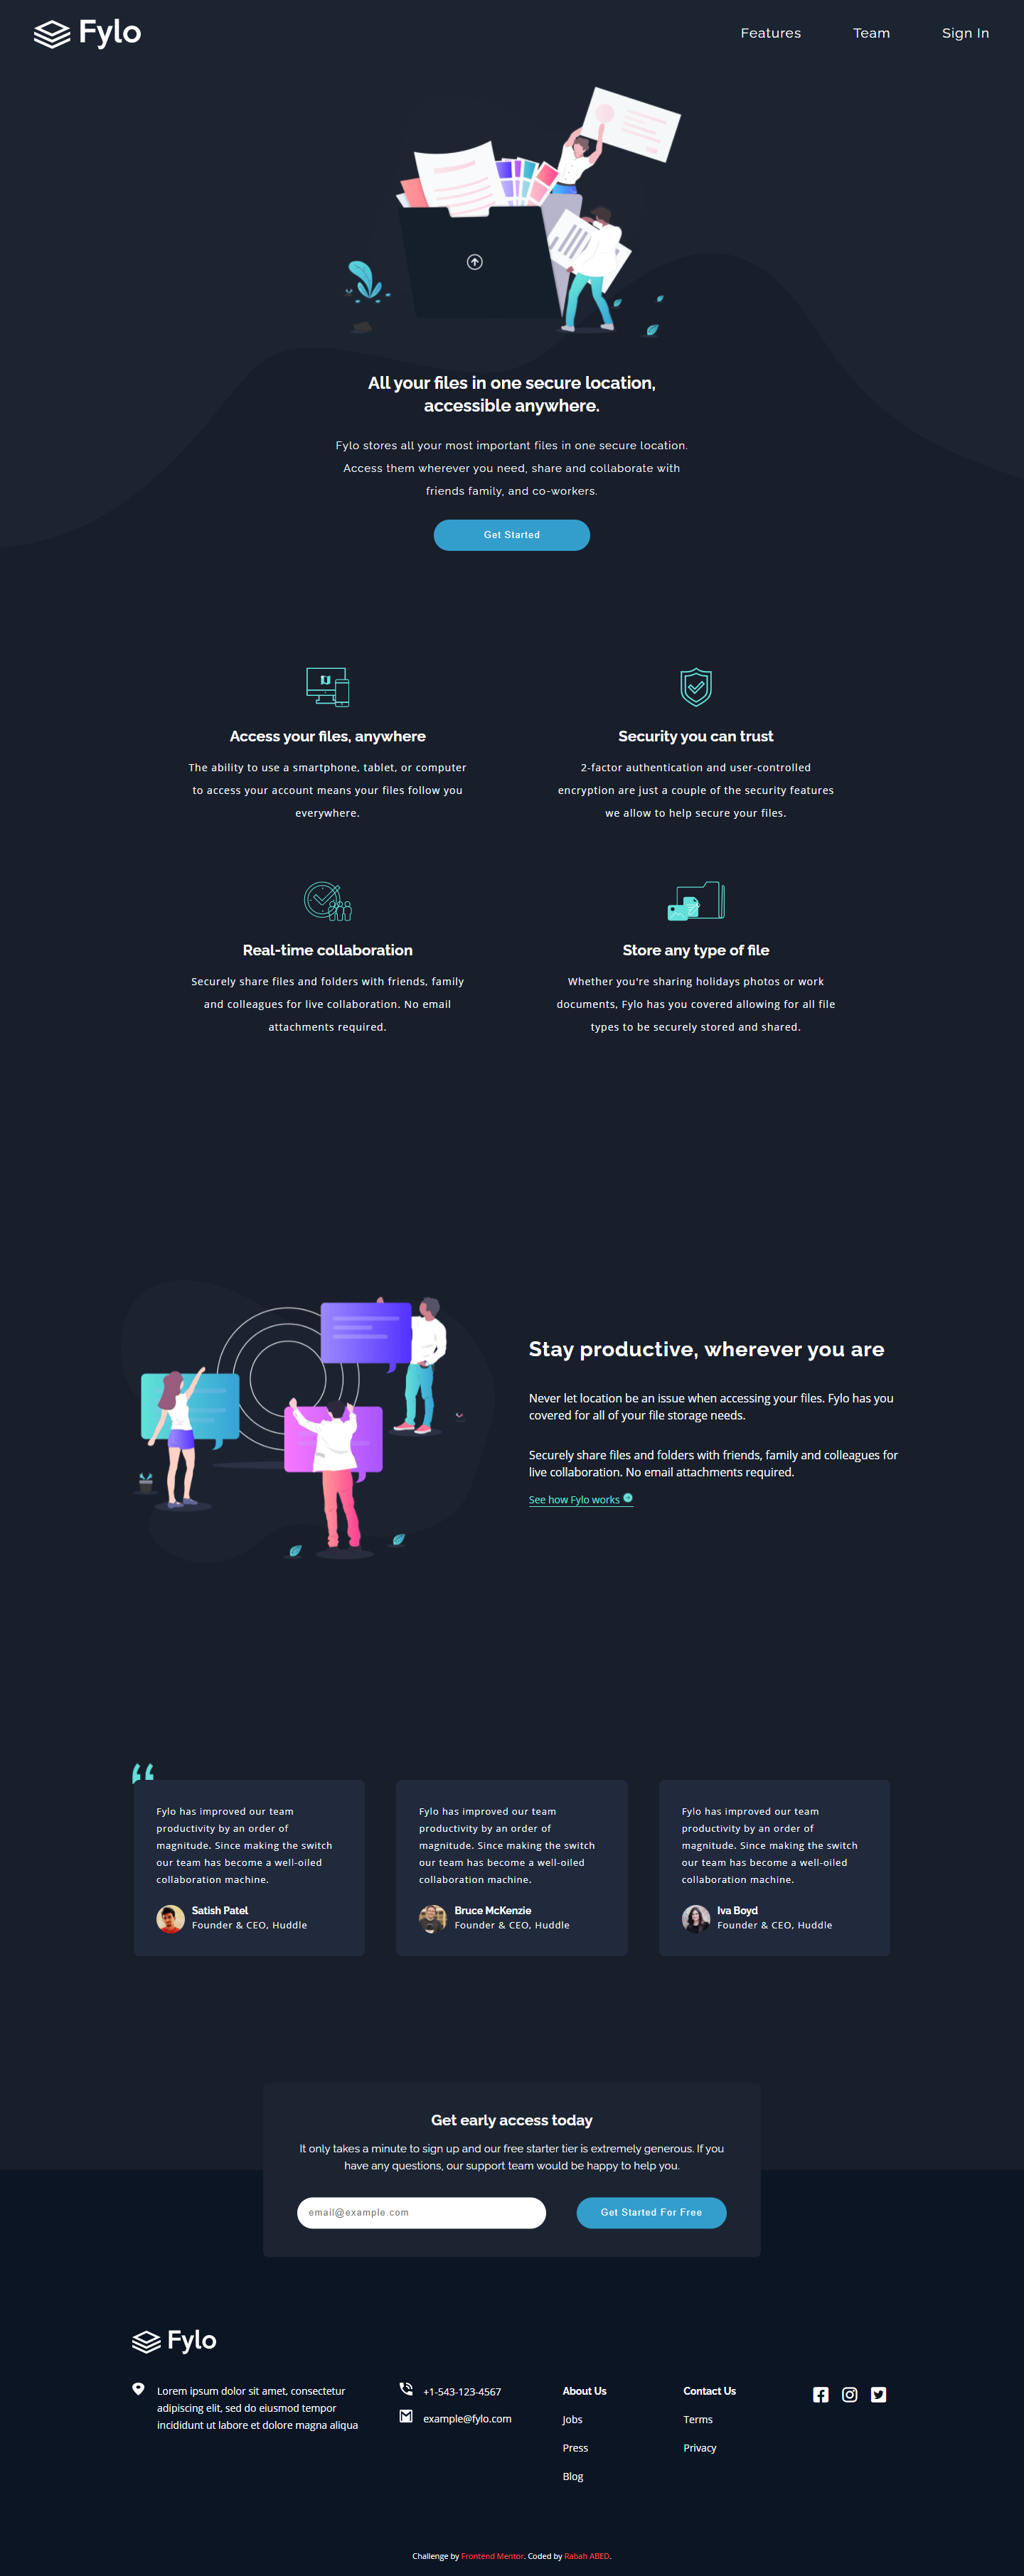 Fylo
Features Team Sign In
All your files in one secure location,
accessible anywhere.
Fylo stores all your most important files in one secure location.
Access them wherever you need, share and collaborate with
friends family, and co-workers.
Get Started
Access your files, anywhere
The ability to use a smartphone, tablet, or computer
to access your account means your files follow you
everywhere.
Security you can trust
2-factor authentication and user-controlled
encryption are just a couple of the security features
we allow to help secure your files.
Real-time collaboration
Securely share files and folders with friends, family
and colleagues for live collaboration. No email
attachments required.
Store any type of file
Whether you're sharing holidays photos or work
documents, Fylo has you covered allowing for all file
types to be securely stored and shared.
Stay productive, wherever you are
Never let location be an issue when accessing your files. Fylo has you
covered for all of your file storage needs.
Securely share files and folders with friends, family and colleagues for
live collaboration. No email attachments required.
See how Fylo works
“
Fylo has improved our team
productivity by an order of
magnitude. Since making the switch
our team has become a well-oiled
collaboration machine.
Satish Patel
Founder & CEO, Huddle
Fylo has improved our team
productivity by an order of
magnitude. Since making the switch
our team has become a well-oiled
collaboration machine.
Bruce McKenzie
Founder & CEO, Huddle
Fylo has improved our team
productivity by an order of
magnitude. Since making the switch
our team has become a well-oiled
collaboration machine.
Iva Boyd
Founder & CEO, Huddle
Get early access today
It only takes a minute to sign up and our free starter tier is extremely generous. If you
have any questions, our support team would be happy to help you.
email@example.com
Get Started For Free
Fylo
Lorem ipsum dolor sit amet, consectetur
adipiscing elit, sed do eiusmod tempor
incididunt ut labore et dolore magna aliqua
+1-543-123-4567
example@fylo.com
About Us
Jobs
Press
Blog
Contact Us
Terms
Privacy
Challenge by Frontend Mentor. Coded by Rabah ABED.